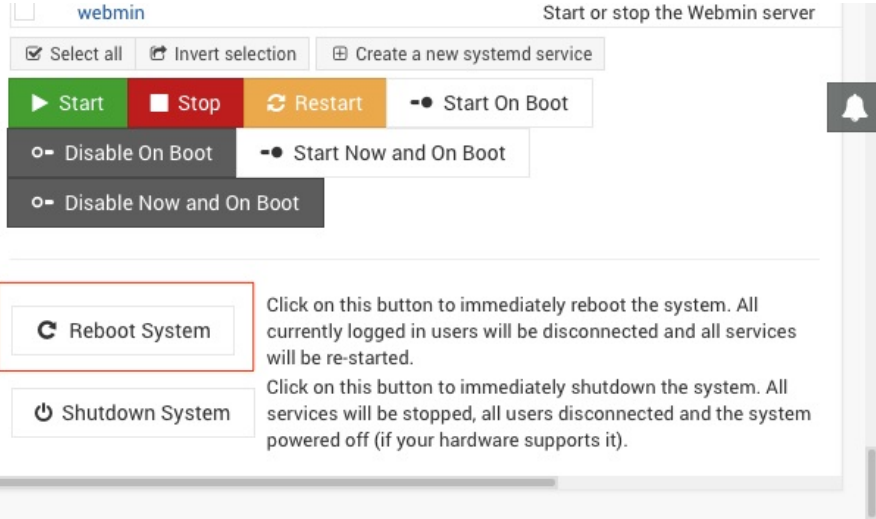 webmin Start or stop the Webmin server
Select all Invert selection Create a new systemd service
Start Stop Restart Start On Boot
Disable On Boot Start Now and On Boot
Disable Now and On Boot
Reboot System
Click on this button to immediately reboot the system. All
currently logged in users will be disconnected and all services
will be re-started.
Shutdown System
Click on this button to immediately shutdown the system. All
services will be stopped, all users disconnected and the system
powered off (if your hardware supports it).